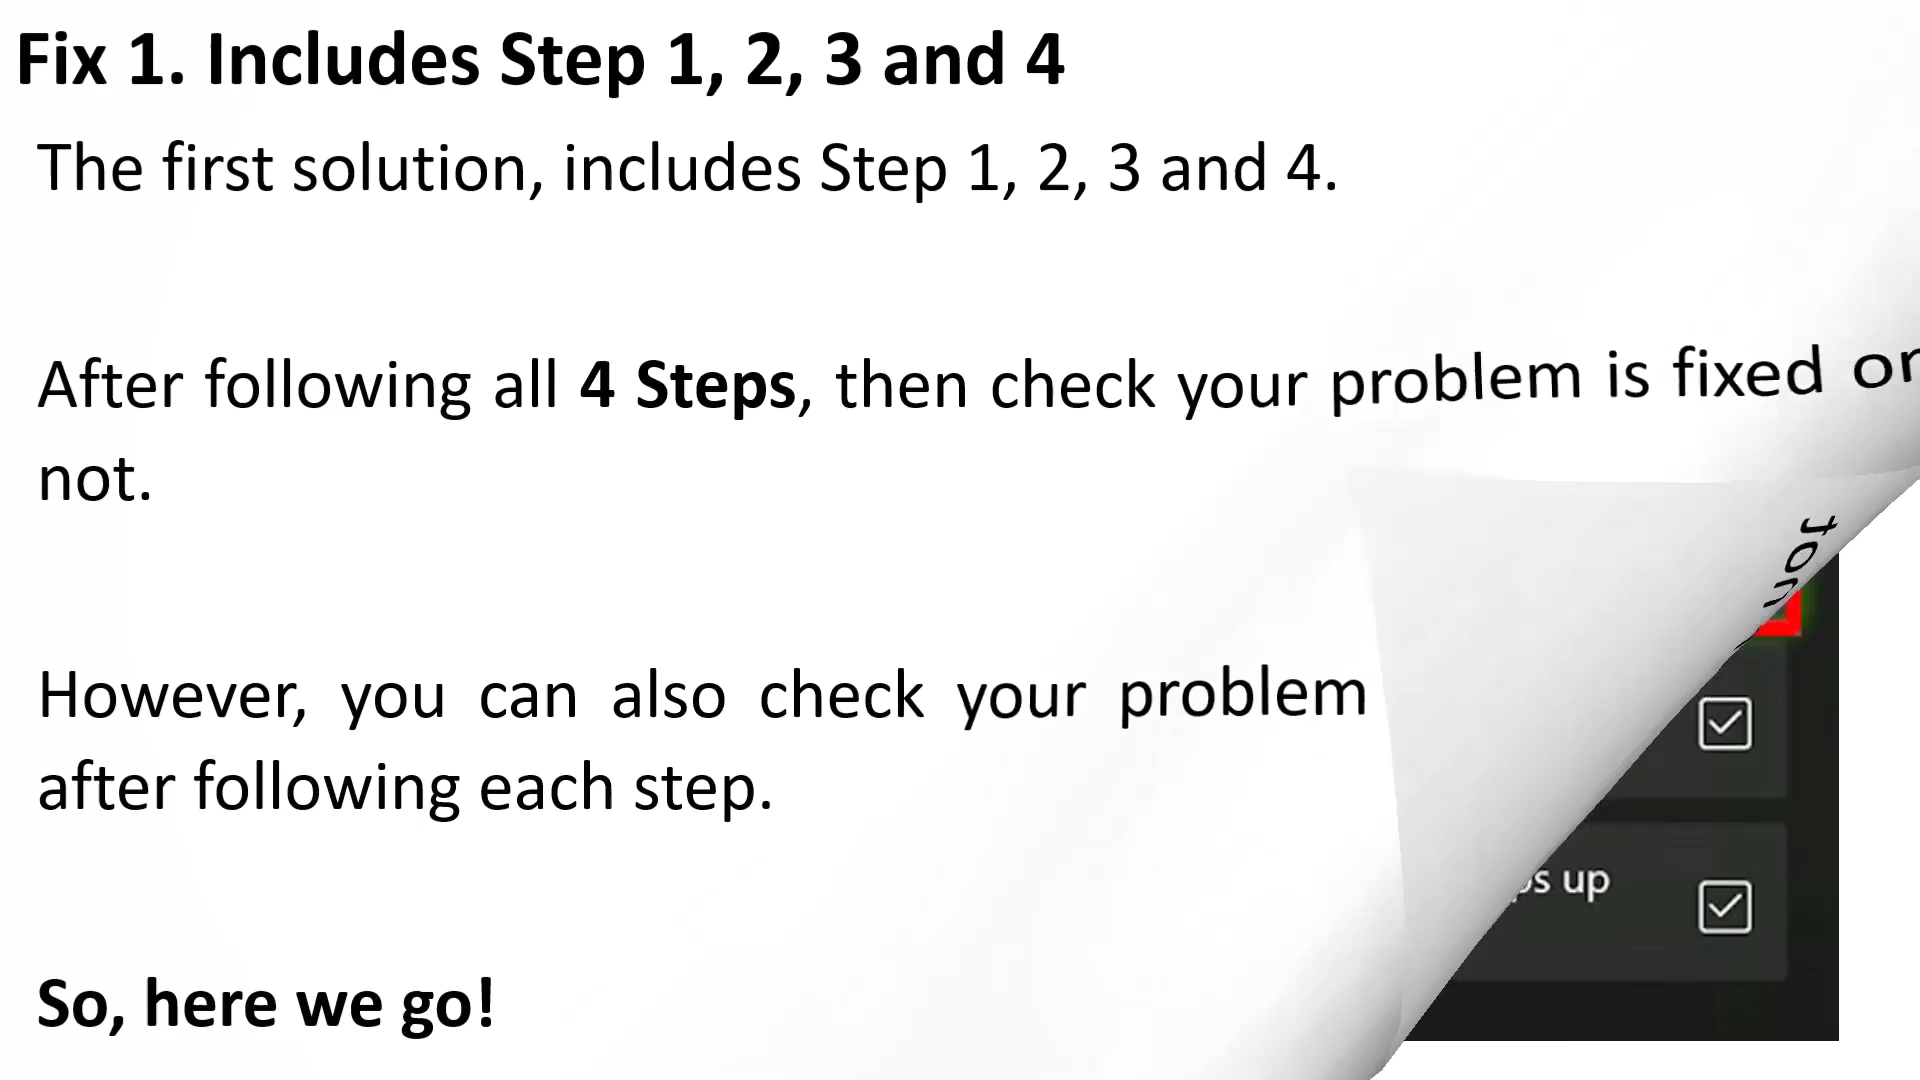 Fix 1. Includes Step 1, 2, 3 and 4
The first solution, includes Step 1, 2, 3 and 4.
After following all 4 Steps, then check your problem is fixed or
not.
However, you can also check your problem
after following each step.
So, here we go!
not
up